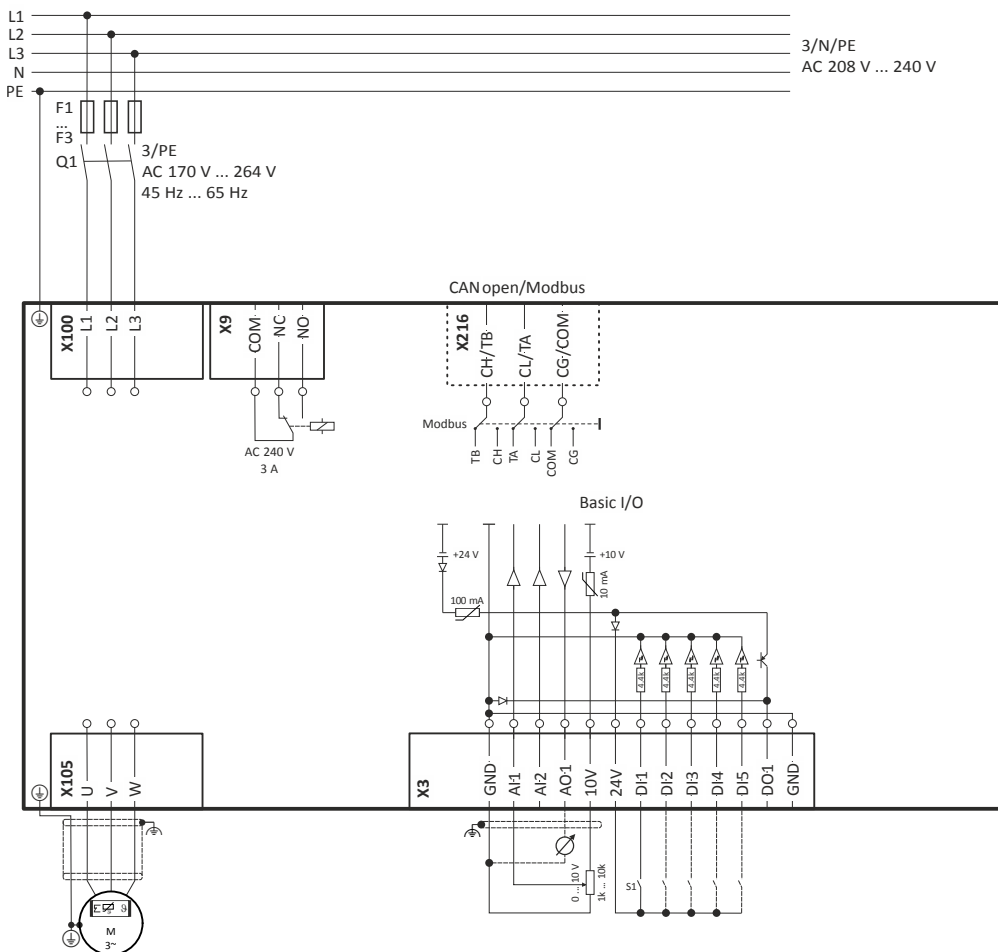 L1
L2
L3
N
PE
3/N/PE
AC 208 V ... 240 V
F1
...
F3
Q1
3/PE
AC 170 V ... 264 V
45 Hz ... 65 Hz
CANopen/Modbus
X100
L1
L2
L3
X9
COM
NC
NO
X216
CH/TB
CL/TA
CG/COM
Modbus
TB
CH
TA
CL
COM
CG
AC 240 V
3 A
Basic I/O
+24 V
+10 V
10 mA
100 mA
4.4k
4.4k
4.4k
4.4k
4.4k
X105
U
V
W
X3
GND
AI1
AI2
AO1
10V
24V
DI1
DI2
DI3
DI4
DI5
DO1
GND
0 ... 10 V
1k ... 10k
S1
M
3~
ϑ